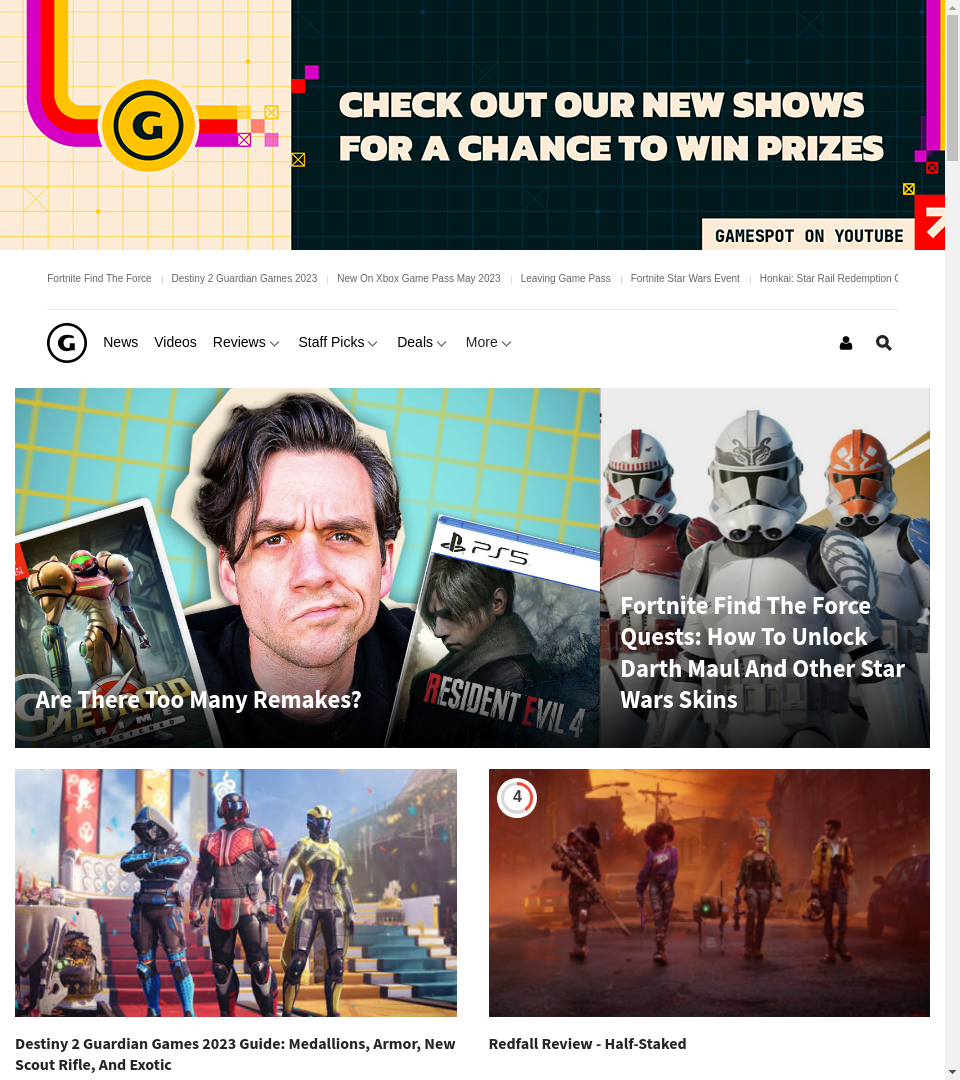 CHECK OUT OUR NEW SHOWS
FOR A CHANCE TO WIN PRIZES
GAMESPOT ON YOUTUBE
Fortnite Find The Force
Destiny 2 Guardian Games 2023
New On Xbox Game Pass May 2023
Leaving Game Pass
Fortnite Star Wars Event
Honkai: Star Rail Redemption
G
News
Videos
Reviews
Staff Picks
Deals
More
PS5
RESIDENT EVIL 4
Are There Too Many Remakes?
Fortnite Find The Force
Quests: How To Unlock
Darth Maul And Other Star
Wars Skins
4
Destiny 2 Guardian Games 2023 Guide: Medallions, Armor, New
Scout Rifle, And Exotic
Redfall Review - Half-Staked